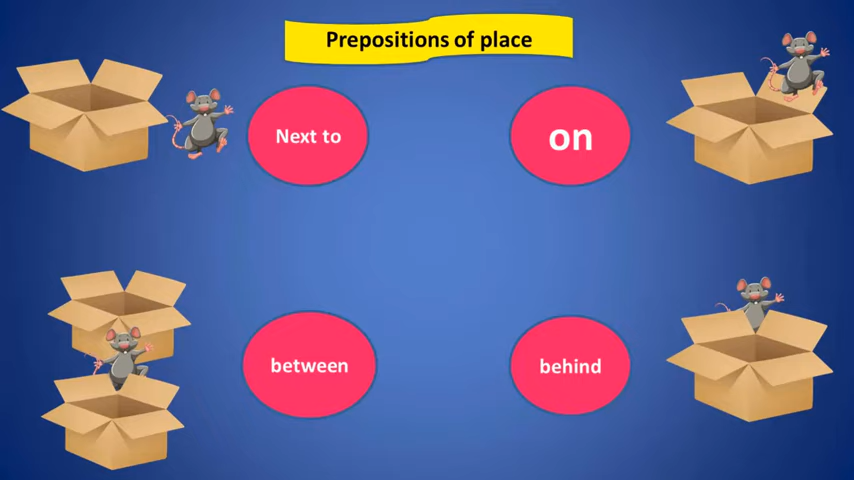 Prepositions of place
Next to
on
between
behind